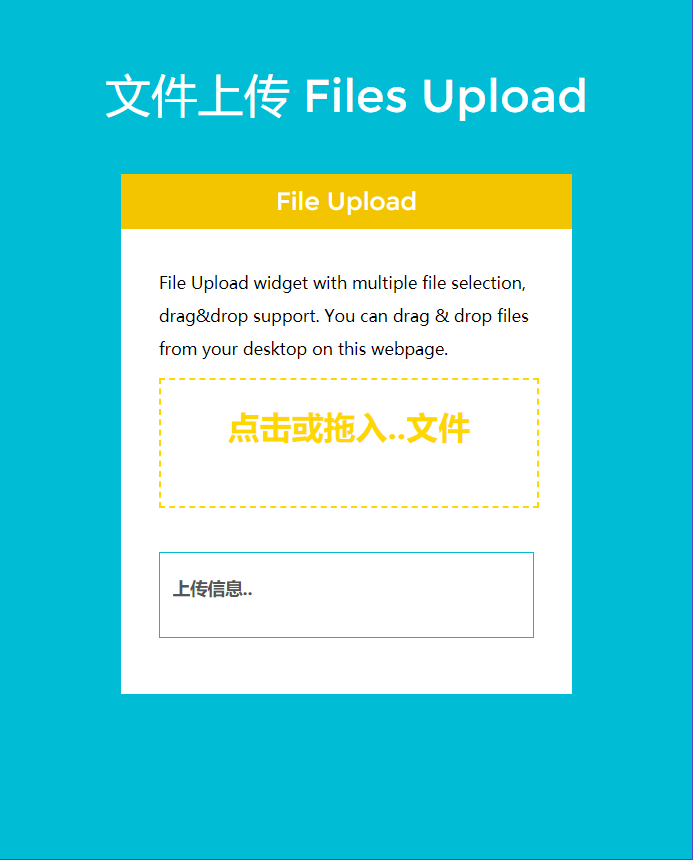 文件上传 Files Upload
File Upload
File Upload widget with multiple file selection,
drag&drop support. You can drag & drop files
from your desktop on this webpage.
点击或拖入..文件
上传信息..